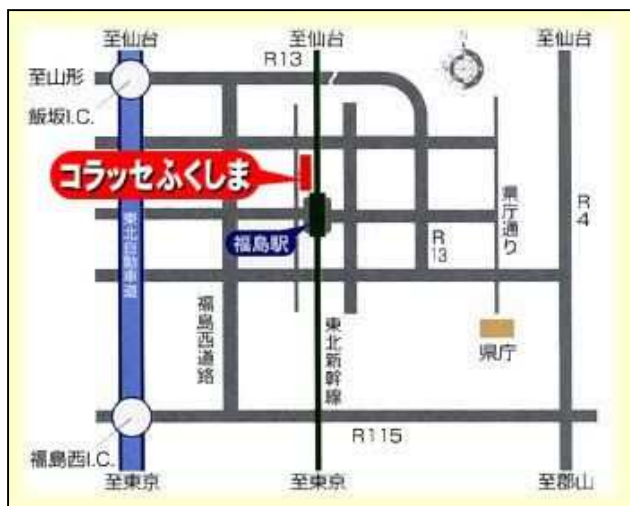 至仙台
至仙台
至仙台
R13
N
至山形
飯坂I.C.
コラッセふくしま
県庁通り
R4
東北自動車道
福島駅
R13
福島西道路
東北新幹線
県庁
R115
福島西I.C.
至東京
至東京
至郡山